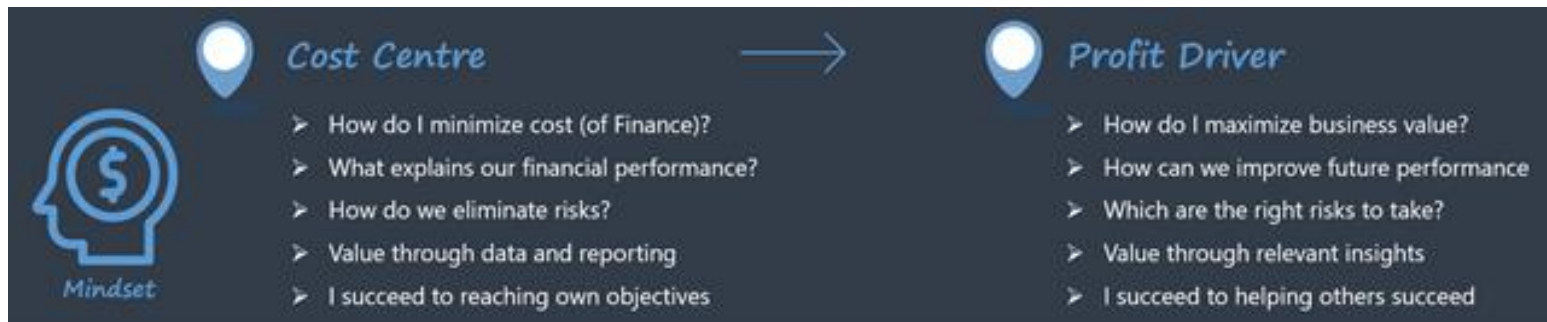 Cost Centre
➢ How do I minimize cost (of Finance)?
➢ What explains our financial performance?
➢ How do we eliminate risks?
➢ Value through data and reporting
➢ I succeed to reaching own objectives
Profit Driver
➢ How do I maximize business value?
➢ How can we improve future performance
➢ Which are the right risks to take?
➢ Value through relevant insights
➢ I succeed to helping others succeed
$
Mindset